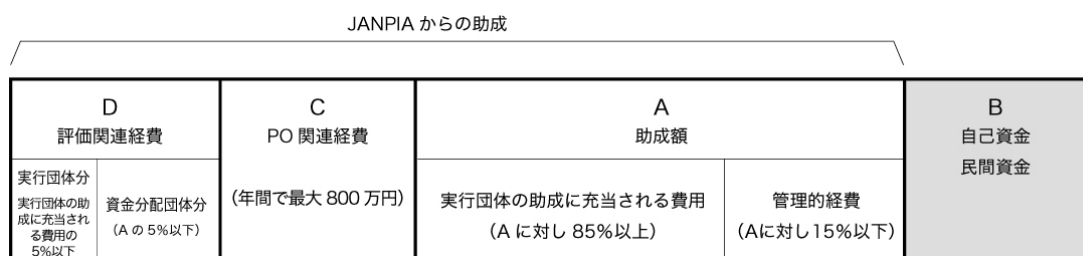 JANPIA からの助成
D
評価関連経費
実行団体分
実行団体の助
成に充当され
る費用の
5%以下
資金分配団体分
(A の 5%以下)
C
PO 関連経費
(年間で最大 800 万円)
A
助成額
実行団体の助成に充当される費用
(A に対し 85%以上)
管理的経費
(Aに対し15%以下)
B
自己資金
民間資金